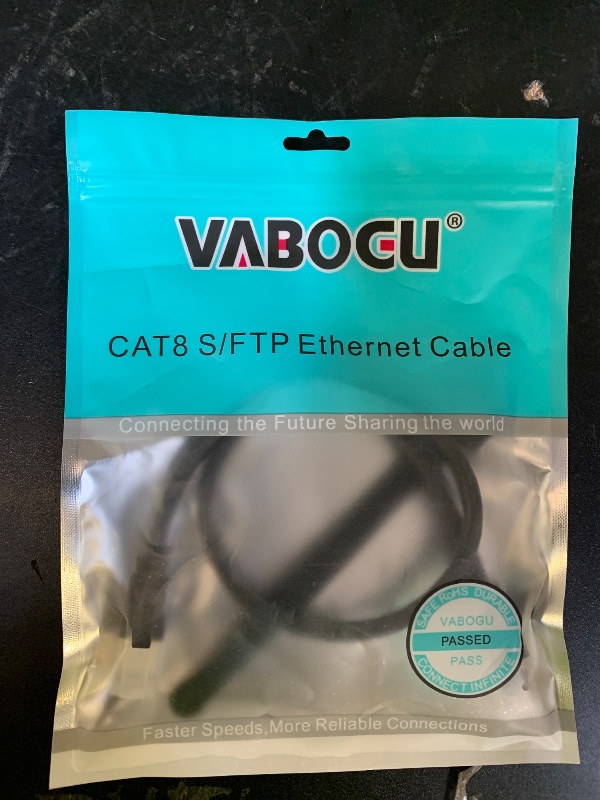 VABOGU®
CAT8 S/FTP Ethernet Cable
Connecting the Future Sharing the world
SAFE RoHS DURABLE
VABOGU
PASSED
PASS
CONNECT INFINITE
Faster Speeds,More Reliable Connections